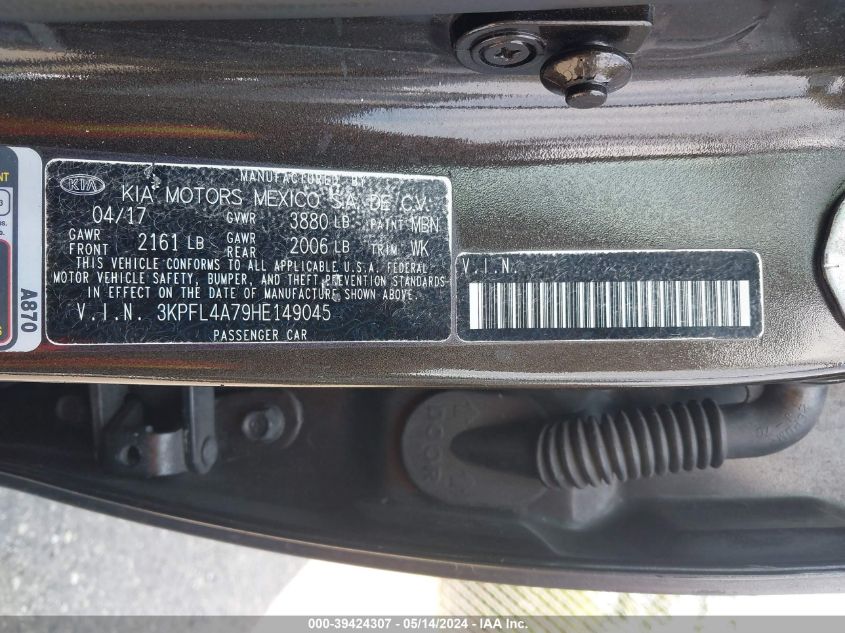 MANUFACTURED BY
KIA KIA MOTORS MEXICO S.A. DE C.V.
04/17 GVWR 3880 LB PAINT MBN
GAWR FRONT 2161 LB GAWR REAR 2006 LB TRIM WK
THIS VEHICLE CONFORMS TO ALL APPLICABLE U.S.A. FEDERAL
MOTOR VEHICLE SAFETY, BUMPER, AND THEFT PREVENTION STANDARDS
IN EFFECT ON THE DATE OF MANUFACTURE SHOWN ABOVE.
V.I.N. 3KPFL4A79HE149045
PASSENGER CAR
V.I.N.
A870
DOOR
000-39424307 - 05/14/2024 - IAA Inc.